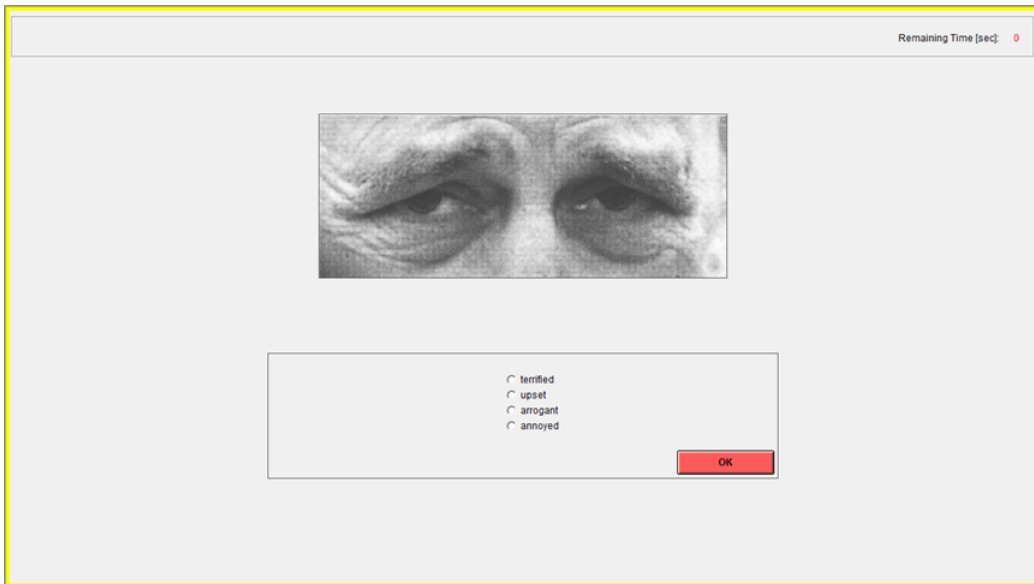 Remaining Time [sec]: 0
terrified
upset
arrogant
annoyed
OK